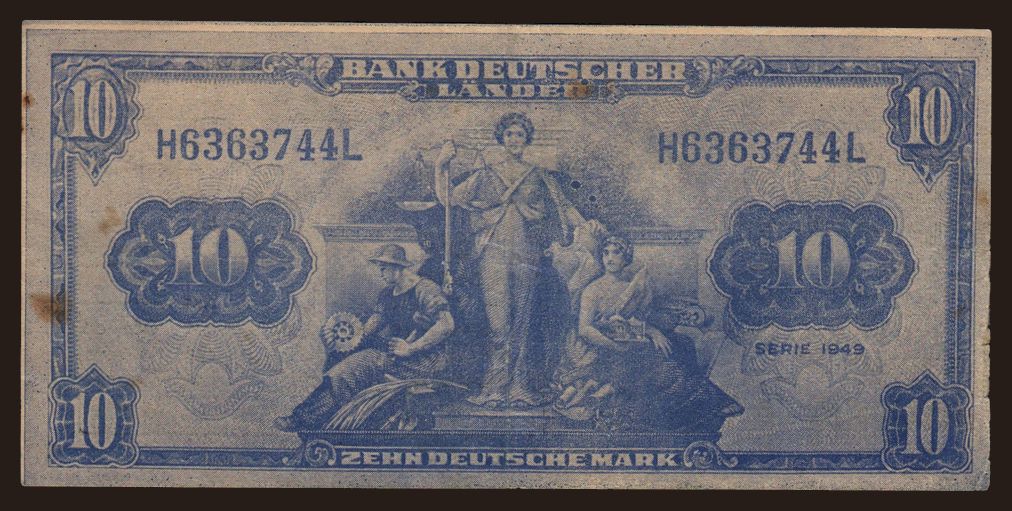 BANK DEUTSCHER
LÄNDER
10 10
H6363744L H6363744L
10 10
SERIE 1949
10 10
ZEHN DEUTSCHE MARK